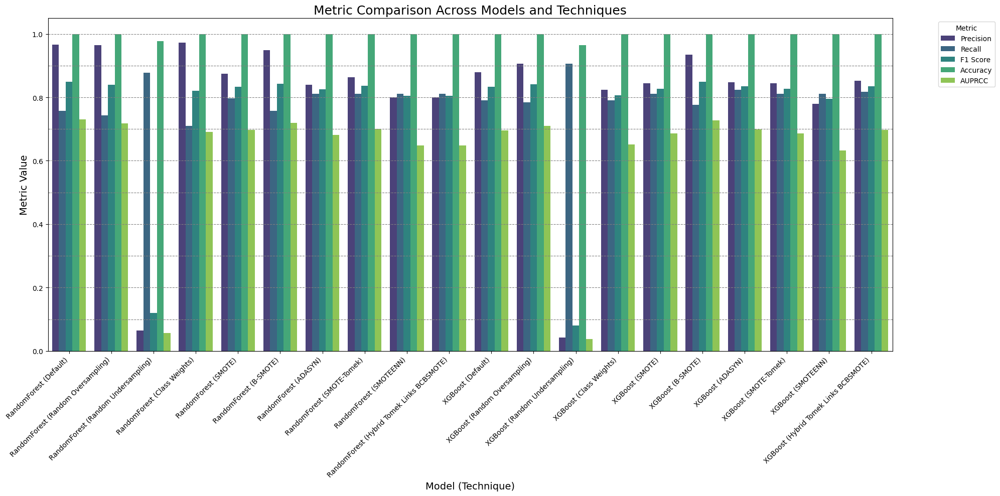 Metric Comparison Across Models and Techniques
Metric
Precision
Recall
F1 Score
Accuracy
AUPRCC
Metric Value
1.0
0.8
0.6
0.4
0.2
0.0
RandomForest (Default)
RandomForest (Random Oversampling)
RandomForest (Random Undersampling)
RandomForest (Class Weights)
RandomForest (SMOTE)
RandomForest (B-SMOTE)
RandomForest (ADASYN)
RandomForest (SMOTE-Tomek)
RandomForest (SMOTEENN)
RandomForest (Hybrid Tomek Links BCBSMOTE)
XGBoost (Default)
XGBoost (Random Oversampling)
XGBoost (Random Undersampling)
XGBoost (Class Weights)
XGBoost (SMOTE)
XGBoost (B-SMOTE)
XGBoost (ADASYN)
XGBoost (SMOTE-Tomek)
XGBoost (SMOTEENN)
XGBoost (Hybrid Tomek Links BCBSMOTE)
Model (Technique)